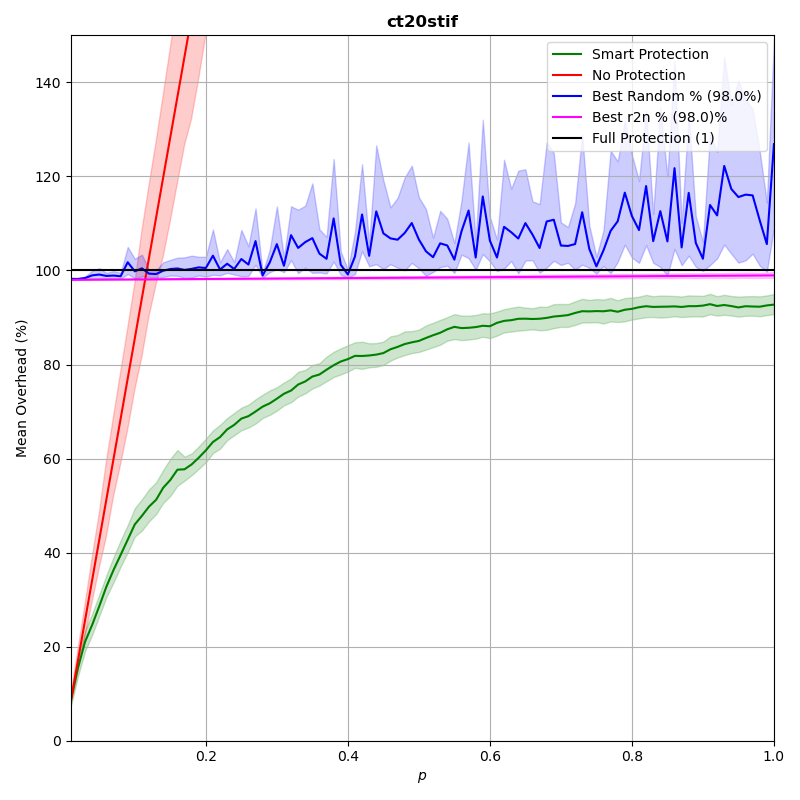 ct20stif
Smart Protection
No Protection
Best Random % (98.0%)
Best r2n % (98.0)%
Full Protection (1)
Mean Overhead (%)
140
120
100
80
60
40
20
0
0.2 0.4 0.6 0.8 1.0
p